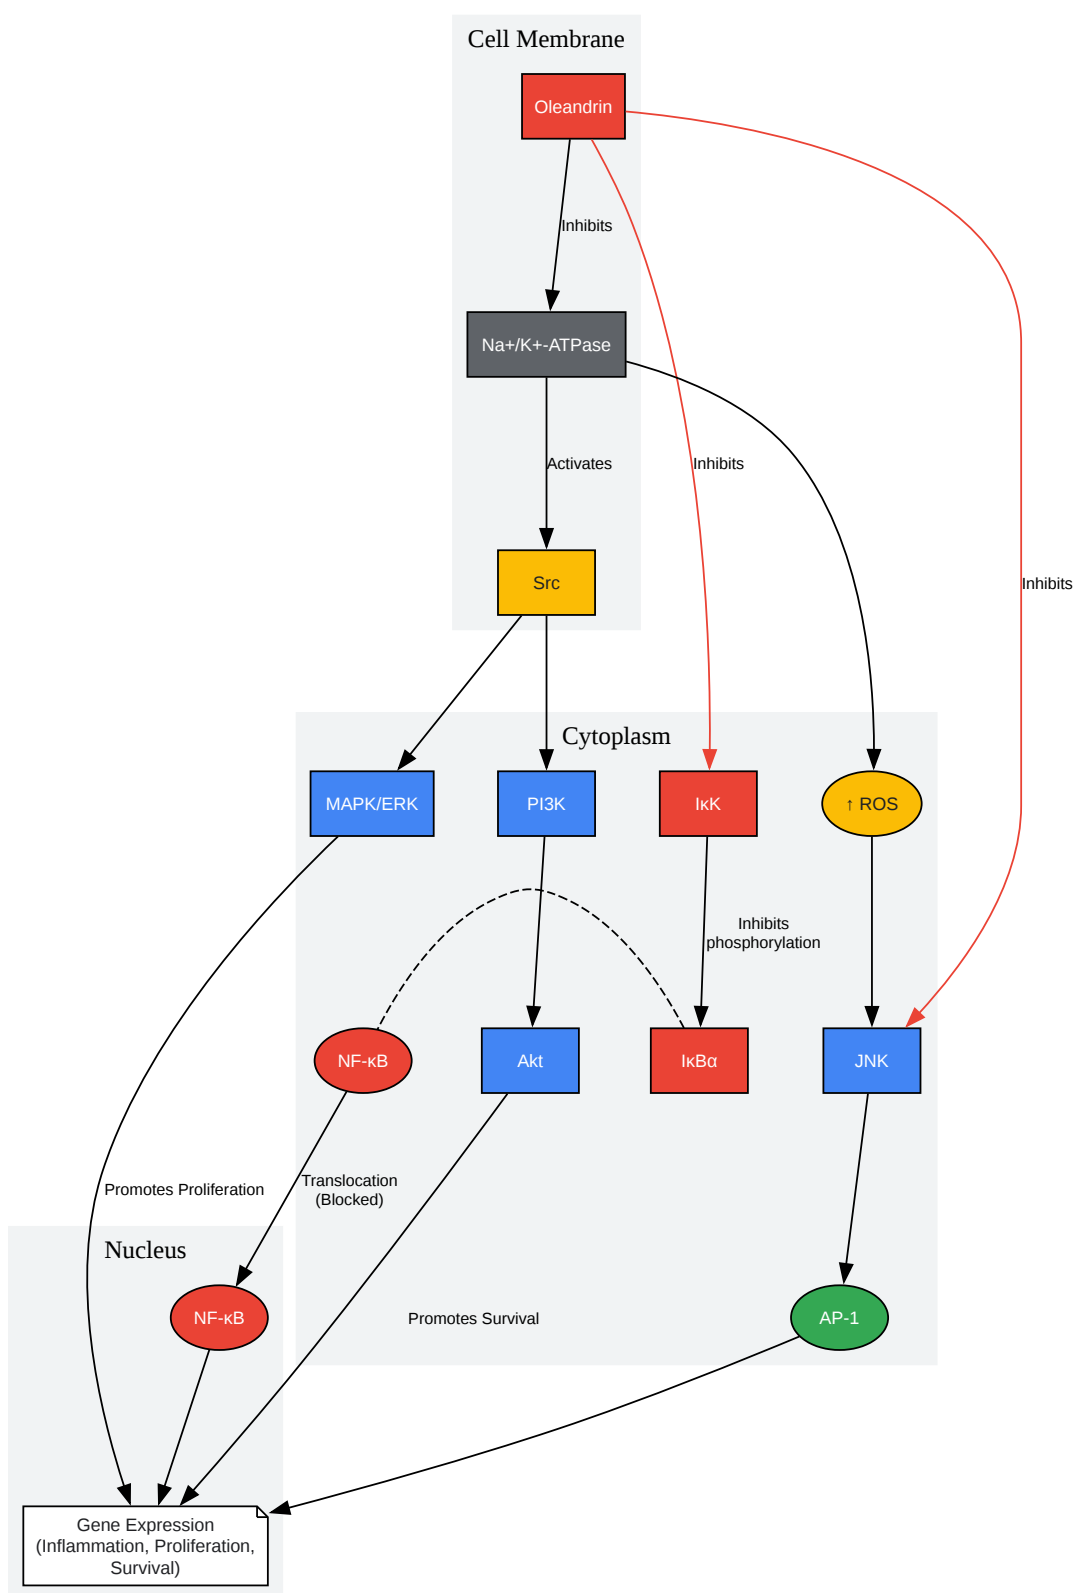 Cell Membrane
Oleandrin
Inhibits
Na+/K+-ATPase
Activates
Inhibits
Src
Inhibits
Cytoplasm
MAPK/ERK
PI3K
IκK
↑ ROS
Inhibits
phosphorylation
NF-κB
Akt
IκBα
JNK
Promotes Proliferation
Translocation
(Blocked)
Nucleus
NF-κB
Promotes Survival
AP-1
Gene Expression
(Inflammation, Proliferation,
Survival)